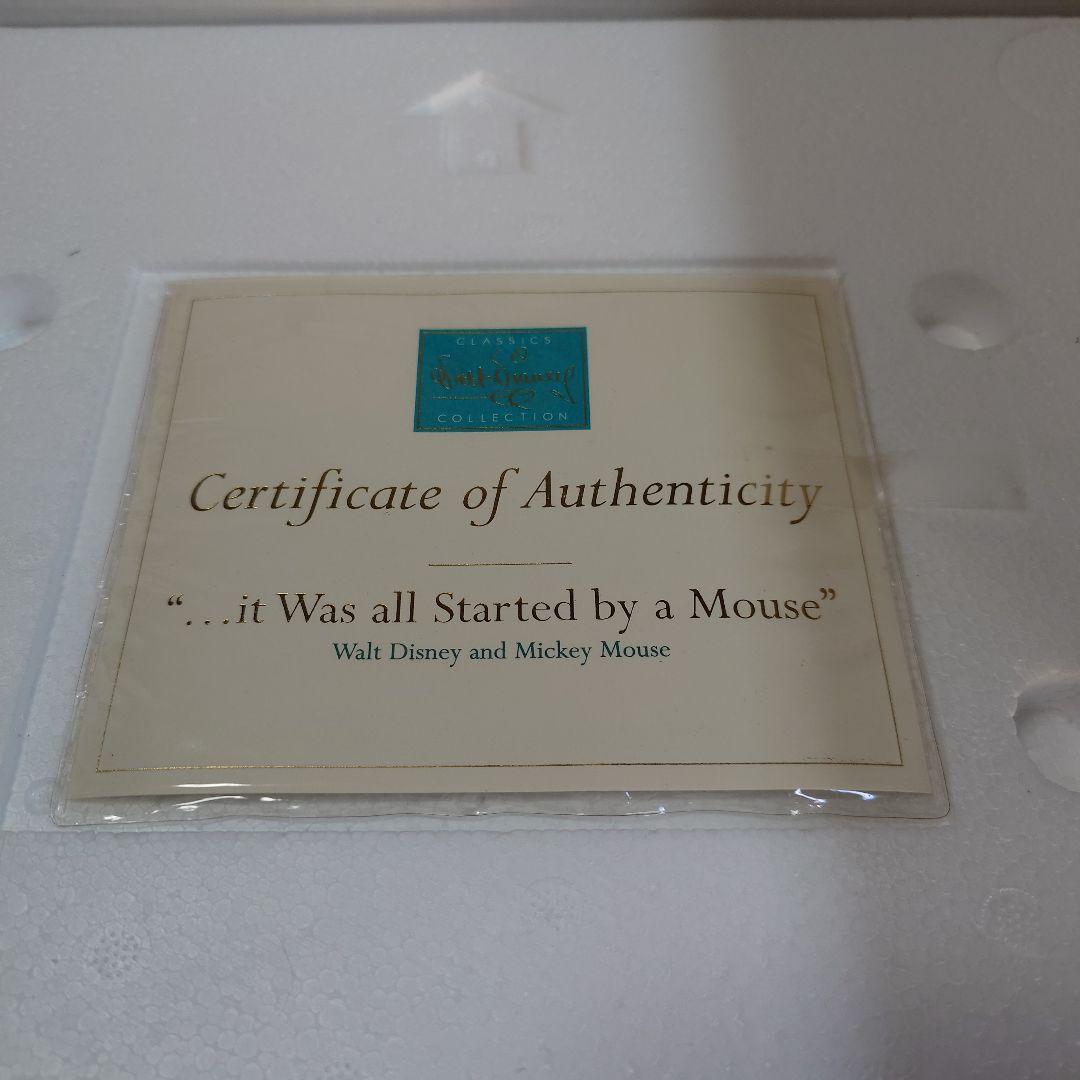 CLASSICS
Walt Disney
COLLECTION
Certificate of Authenticity
“...it Was all Started by a Mouse”
Walt Disney and Mickey Mouse